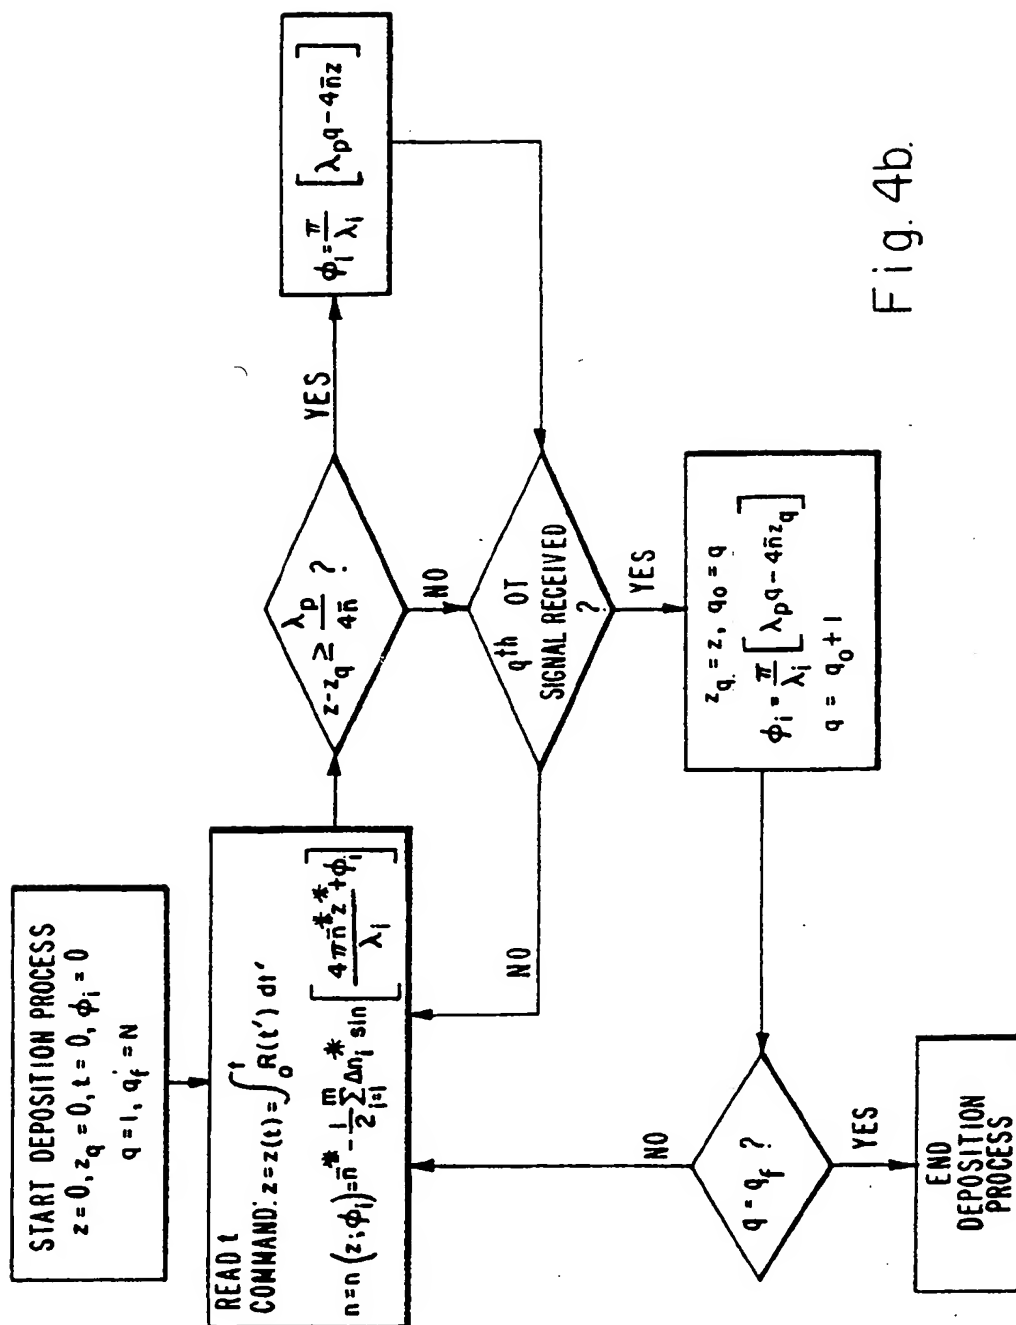 START DEPOSITION PROCESS
z=0, z_q=0, t=0, ϕ_i=0
q=1, q_f=N
READ t
COMMAND: z=z(t)=∫_0^t R(t′) dt′
n=n(z;ϕ_i)=n̄* - 1/2 ∑_{i=1}^m Δn_i* sin [4πn̄**z+ϕ_i / λ_i]
z-z_q ≥ λ_p/4n̄ ?
YES
ϕ_i = π/λ_i [λ_p q-4n̄z]
NO
q^th OT
SIGNAL RECEIVED
?
NO
YES
z_q=z, q_0=q
ϕ_i = π/λ_i [λ_p q-4n̄z_q]
q = q_0+1
q=q_f ?
NO
YES
END
DEPOSITION
PROCESS
Fig. 4b.